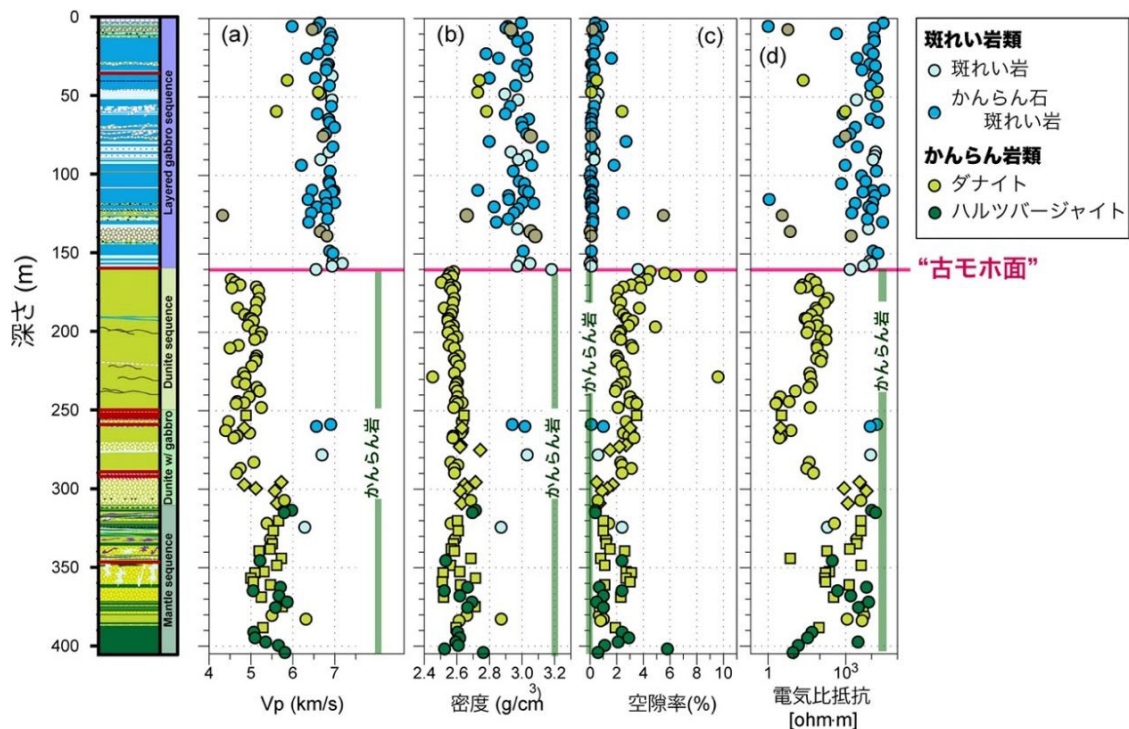 深さ (m)
0
50
100
150
200
250
300
350
400
Layered gabbro sequence
Dunite sequence
Dunite w/ gabbro
Mantle sequence
(a)
かんらん岩
4
5
6
7
8
Vp (km/s)
(b)
かんらん岩
2.4
2.6
2.8
3.0
3.2
密度 (g/cm3)
(c)
かんらん岩
0
2
4
6
8
10
空隙率(%)
(d)
かんらん岩
1
103
電気比抵抗
[ohm·m]
斑れい岩類
斑れい岩
かんらん石
斑れい岩
かんらん岩類
ダナイト
ハルツバージャイト
“古モホ面”